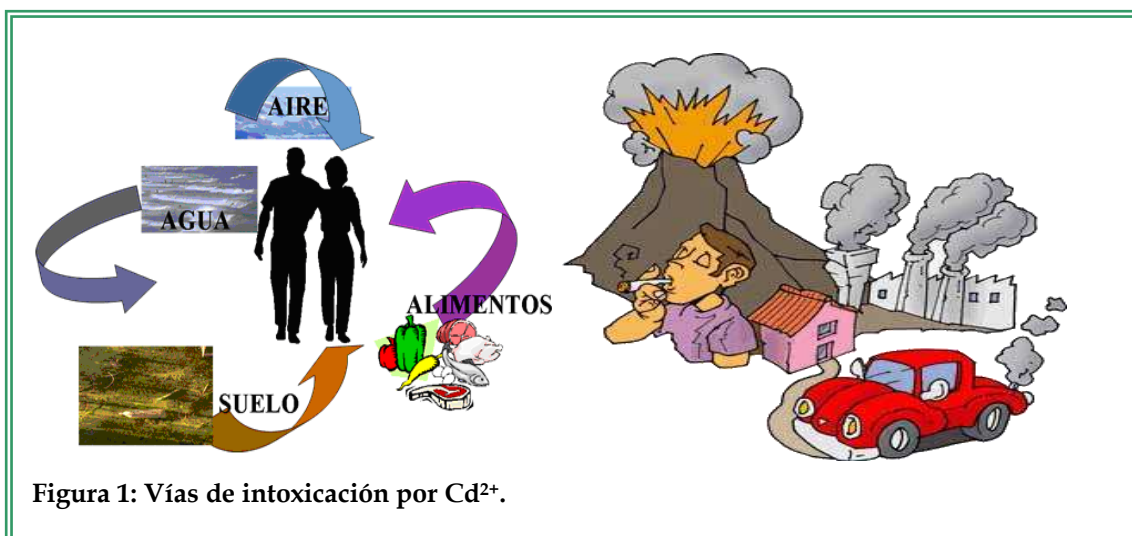 AIRE
AGUA
ALIMENTOS
SUELO
Figura 1: Vías de intoxicación por Cd²⁺.